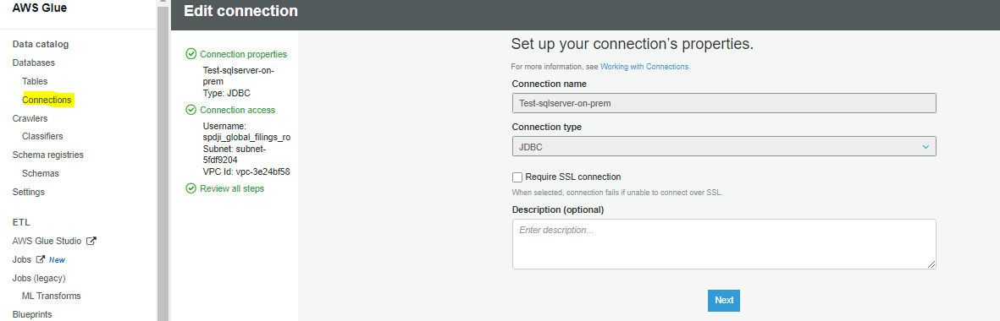 AWS Glue
Data catalog
Databases
Tables
Connections
Crawlers
Classifiers
Schema registries
Schemas
Settings
ETL
AWS Glue Studio
Jobs New
Jobs (legacy)
ML Transforms
Blueprints
Edit connection
Connection properties
Test-sqlserver-on-
prem
Type: JDBC
Connection access
Username:
spdji_global_filings_ro
Subnet: subnet-
5fdf9204
VPC Id: vpc-3e24bf58
Review all steps
Set up your connection’s properties.
For more information, see Working with Connections.
Connection name
Test-sqlserver-on-prem
Connection type
JDBC
Require SSL connection
When selected, connection fails if unable to connect over SSL.
Description (optional)
Enter description...
Next